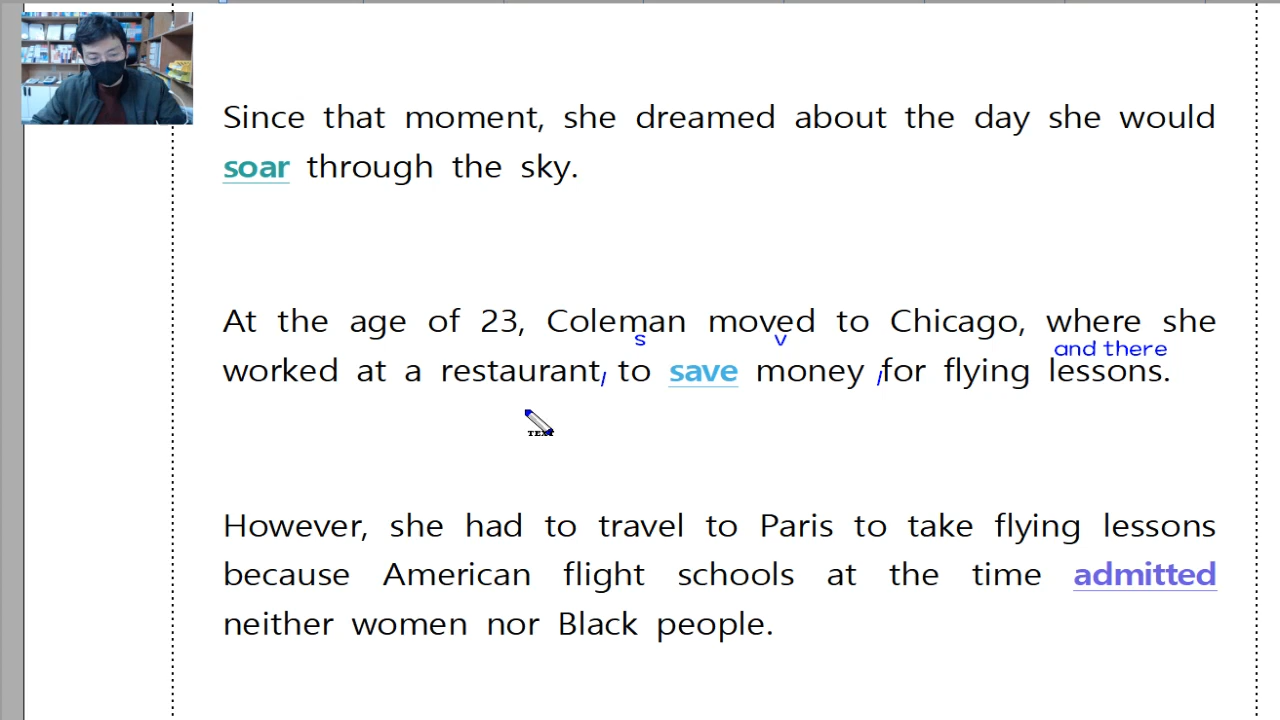 Since that moment, she dreamed about the day she would
soar through the sky.
At the age of 23, Coleman moved to Chicago, where she
s v and there
worked at a restaurant, to save money for flying lessons.
TEXT
However, she had to travel to Paris to take flying lessons
because American flight schools at the time admitted
neither women nor Black people.